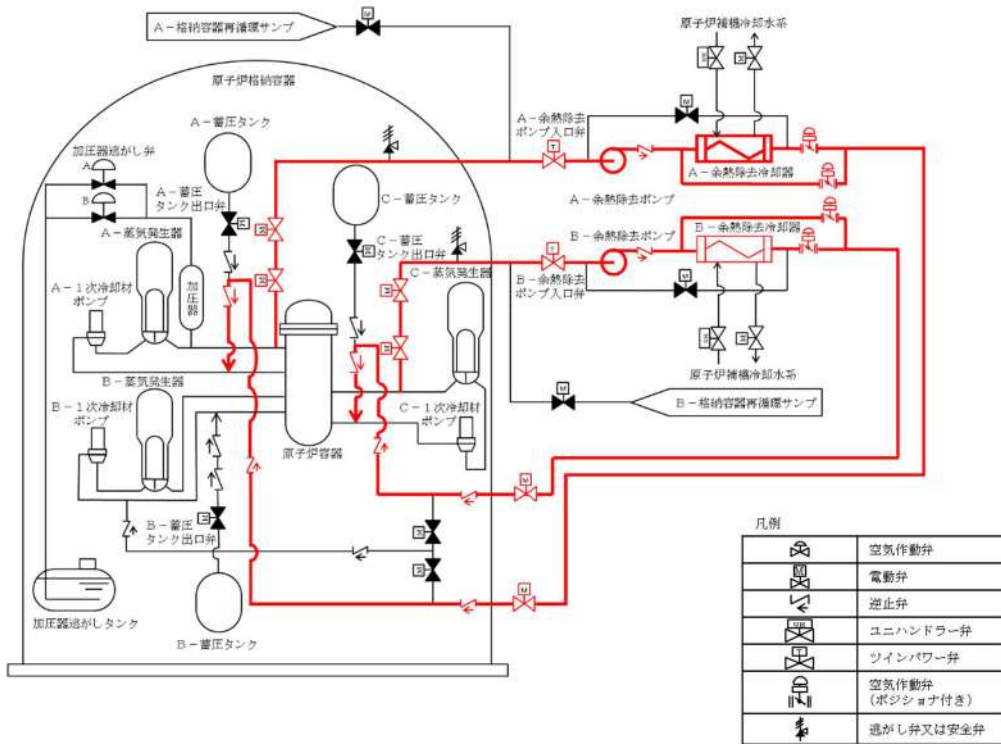 A－格納容器再循環サンプ
M
原子炉補機冷却水系
原子炉格納容器
A－蓄圧タンク
加圧器逃がし弁
A
B
A－蓄圧
タンク出口弁
C－蓄圧タンク
C－蓄圧
タンク出口弁
A－蒸気発生器
加圧器
A－1次冷却材
ポンプ
C－蒸気発生器
B－蒸気発生器
B－1次冷却材
ポンプ
C－1次冷却材
ポンプ
原子炉容器
B－蓄圧
タンク出口弁
加圧器逃がしタンク
B－蓄圧タンク
A－余熱除去
ポンプ入口弁
T
A－余熱除去冷却器
A－余熱除去ポンプ
B－余熱除去ポンプ
B－余熱除去冷却器
T
B－余熱除去
ポンプ入口弁
M
原子炉補機冷却水系
M
B－格納容器再循環サンプ
M
M
凡例
空気作動弁
M
電動弁
逆止弁
ユニハンドラー弁
T
ツインパワー弁
空気作動弁
(ポジショナ付き)
逃がし弁又は安全弁